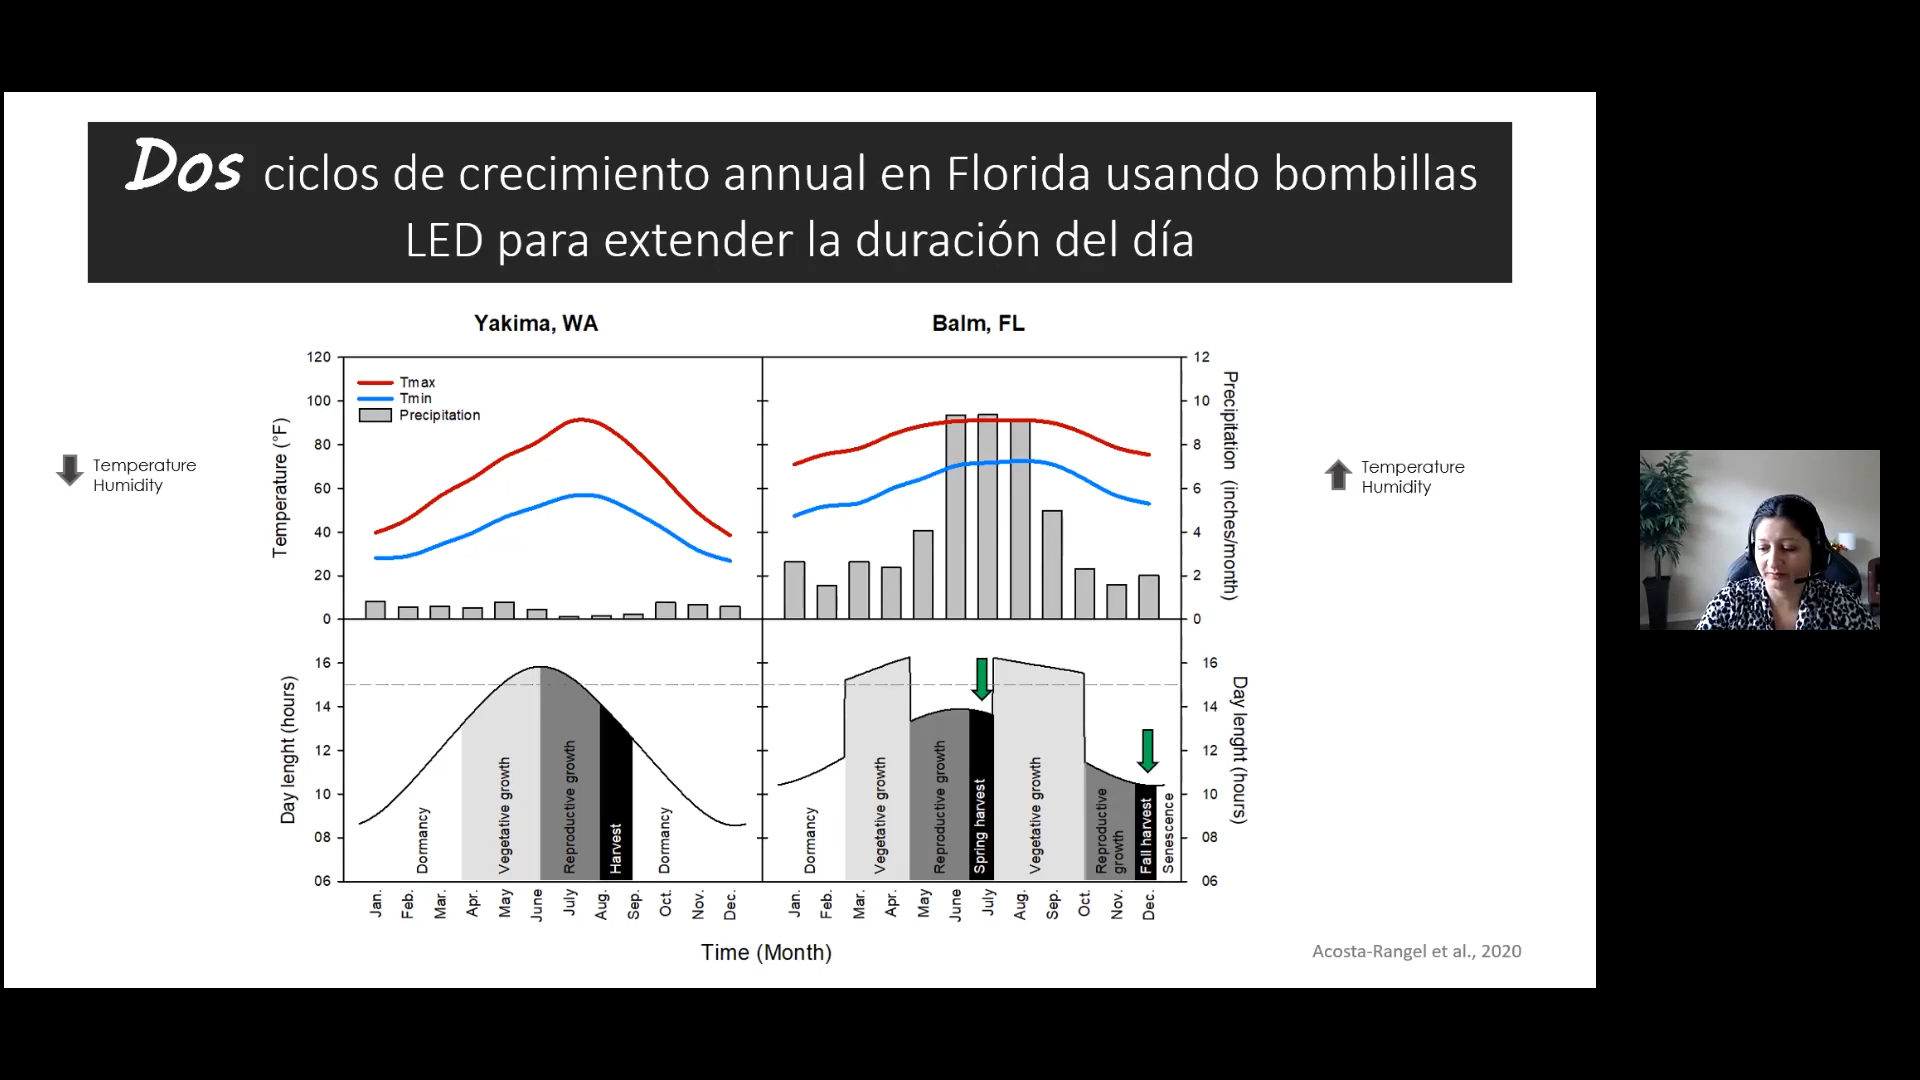 Dos ciclos de crecimiento annual en Florida usando bombillas
LED para extender la duración del día
Yakima, WA
Balm, FL
120
100
80
60
40
20
0
Temperature (°F)
Tmax
Tmin
Precipitation
12
10
8
6
4
2
0
Precipitation (inches/month)
Temperature
Humidity
Temperature
Humidity
16
14
12
10
08
06
Day lenght (hours)
Dormancy
Vegetative growth
Reproductive growth
Harvest
Dormancy
Dormancy
Vegetative growth
Reproductive growth
Spring harvest
Vegetative growth
Reproductive
growth
Fall harvest
Senescence
16
14
12
10
08
06
Day lenght (hours)
Jan. Feb. Mar. Apr. May June July Aug. Sep. Oct. Nov. Dec.
Jan. Feb. Mar. Apr. May June July Aug. Sep. Oct. Nov. Dec.
Time (Month)
Acosta-Rangel et al., 2020